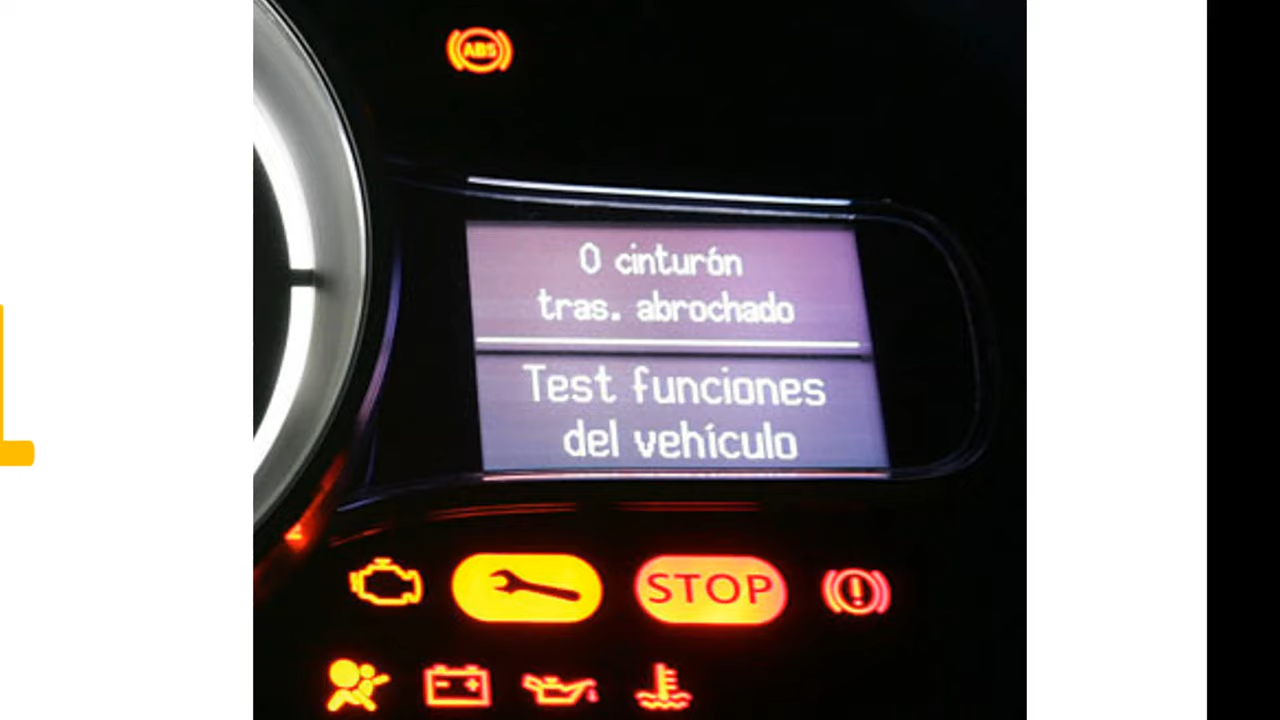 ABS
0 cinturón
tras. abrochado
Test funciones
del vehículo
STOP